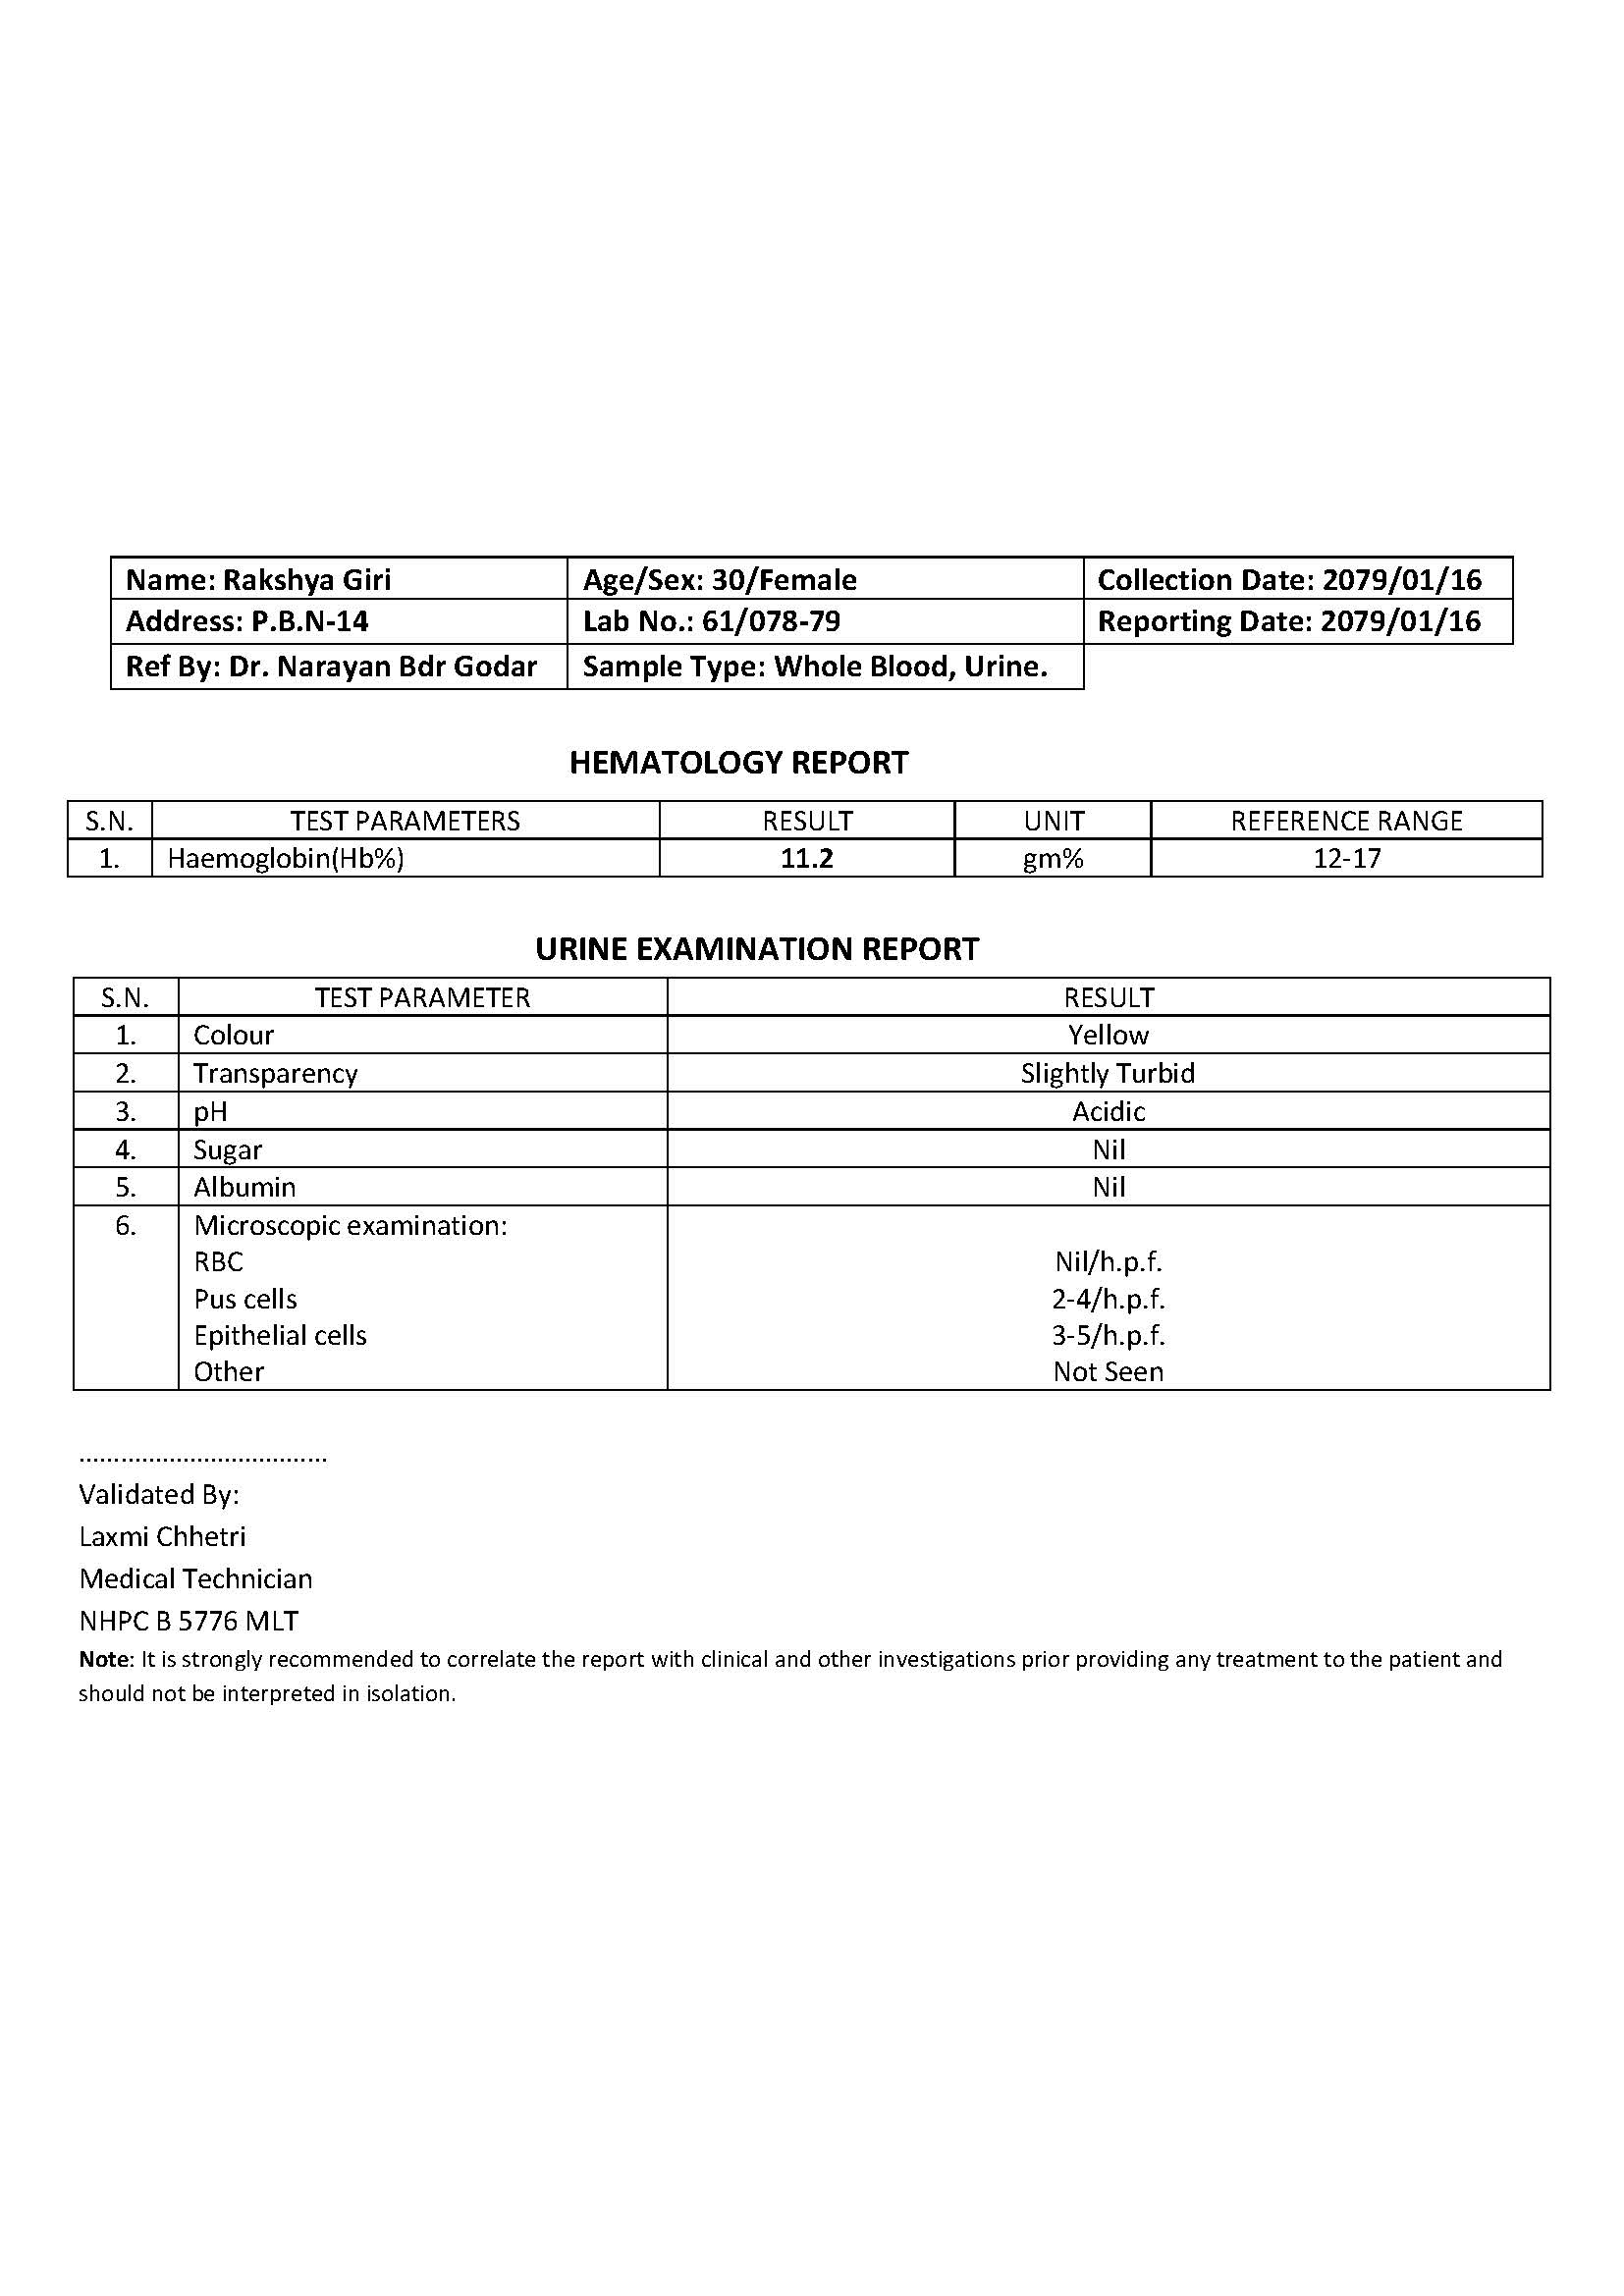 Name: Rakshya Giri Age/Sex: 30/Female Collection Date: 2079/01/16
Address: P.B.N-14 Lab No.: 61/078-79 Reporting Date: 2079/01/16
Ref By: Dr. Narayan Bdr Godar Sample Type: Whole Blood, Urine.
HEMATOLOGY REPORT
S.N. TEST PARAMETERS RESULT UNIT REFERENCE RANGE
1. Haemoglobin(Hb%) 11.2 gm% 12-17
URINE EXAMINATION REPORT
S.N. TEST PARAMETER RESULT
1. Colour Yellow
2. Transparency Slightly Turbid
3. pH Acidic
4. Sugar Nil
5. Albumin Nil
6. Microscopic examination:
RBC Nil/h.p.f.
Pus cells 2-4/h.p.f.
Epithelial cells 3-5/h.p.f.
Other Not Seen
....................................
Validated By:
Laxmi Chhetri
Medical Technician
NHPC B 5776 MLT
Note: It is strongly recommended to correlate the report with clinical and other investigations prior providing any treatment to the patient and
should not be interpreted in isolation.